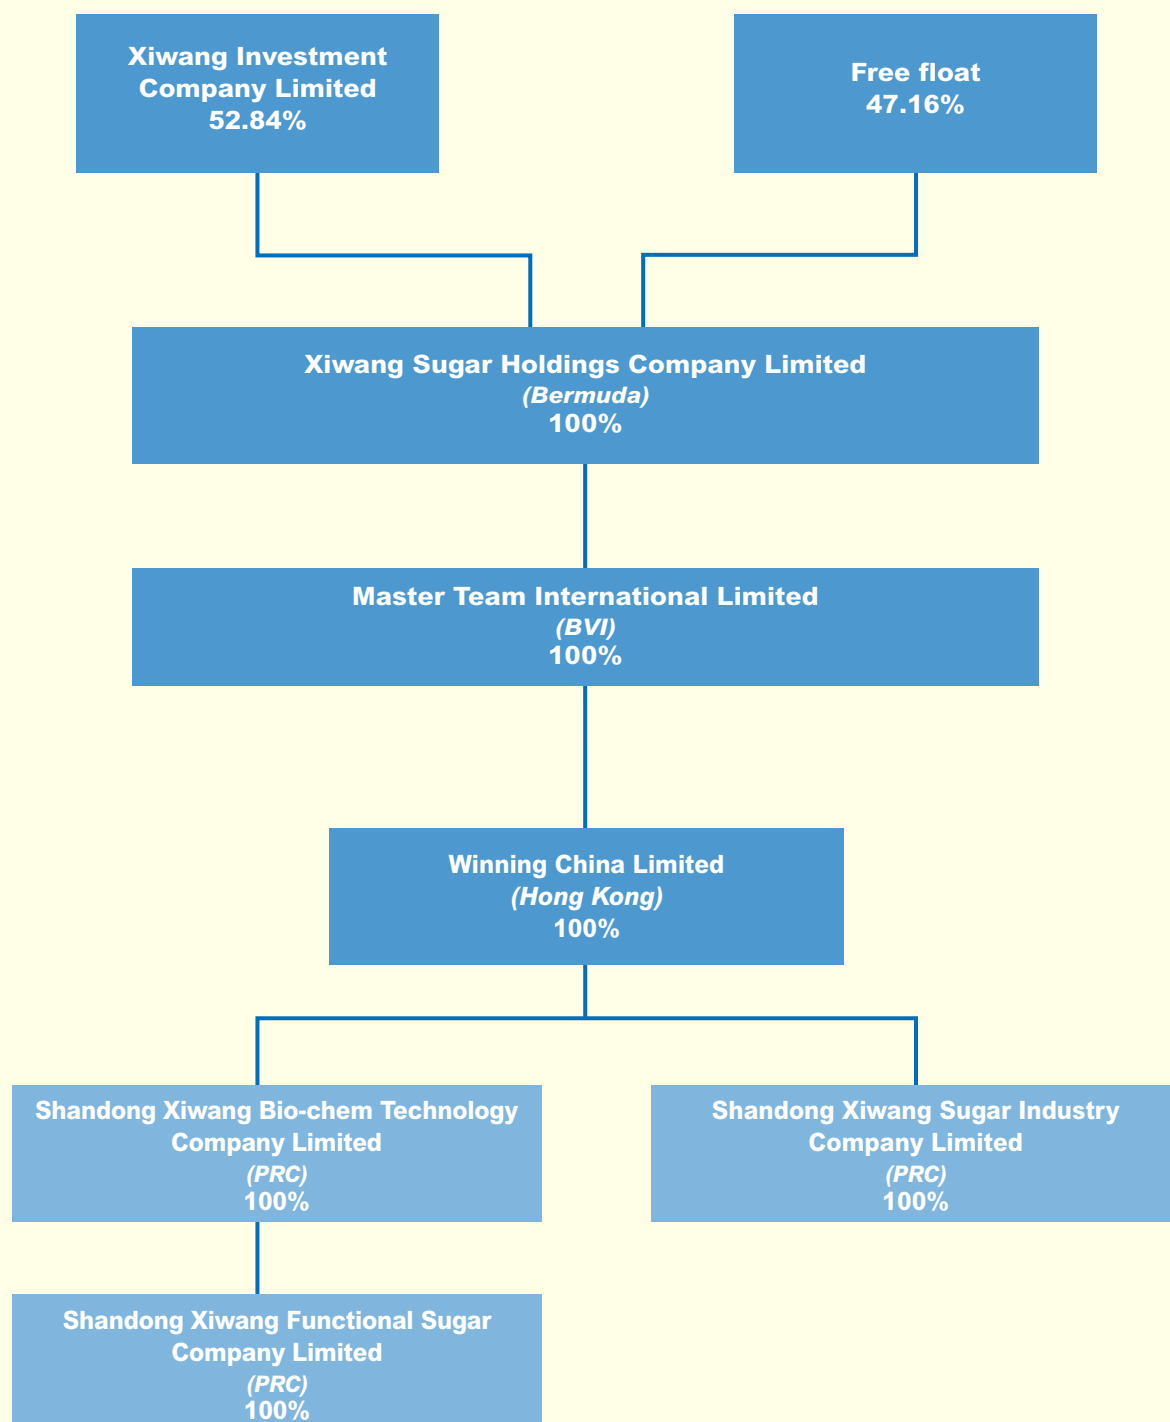 Xiwang Investment
Company Limited
52.84%
Free float
47.16%
Xiwang Sugar Holdings Company Limited
(Bermuda)
100%
Master Team International Limited
(BVI)
100%
Winning China Limited
(Hong Kong)
100%
Shandong Xiwang Bio-chem Technology
Company Limited
(PRC)
100%
Shandong Xiwang Sugar Industry
Company Limited
(PRC)
100%
Shandong Xiwang Functional Sugar
Company Limited
(PRC)
100%